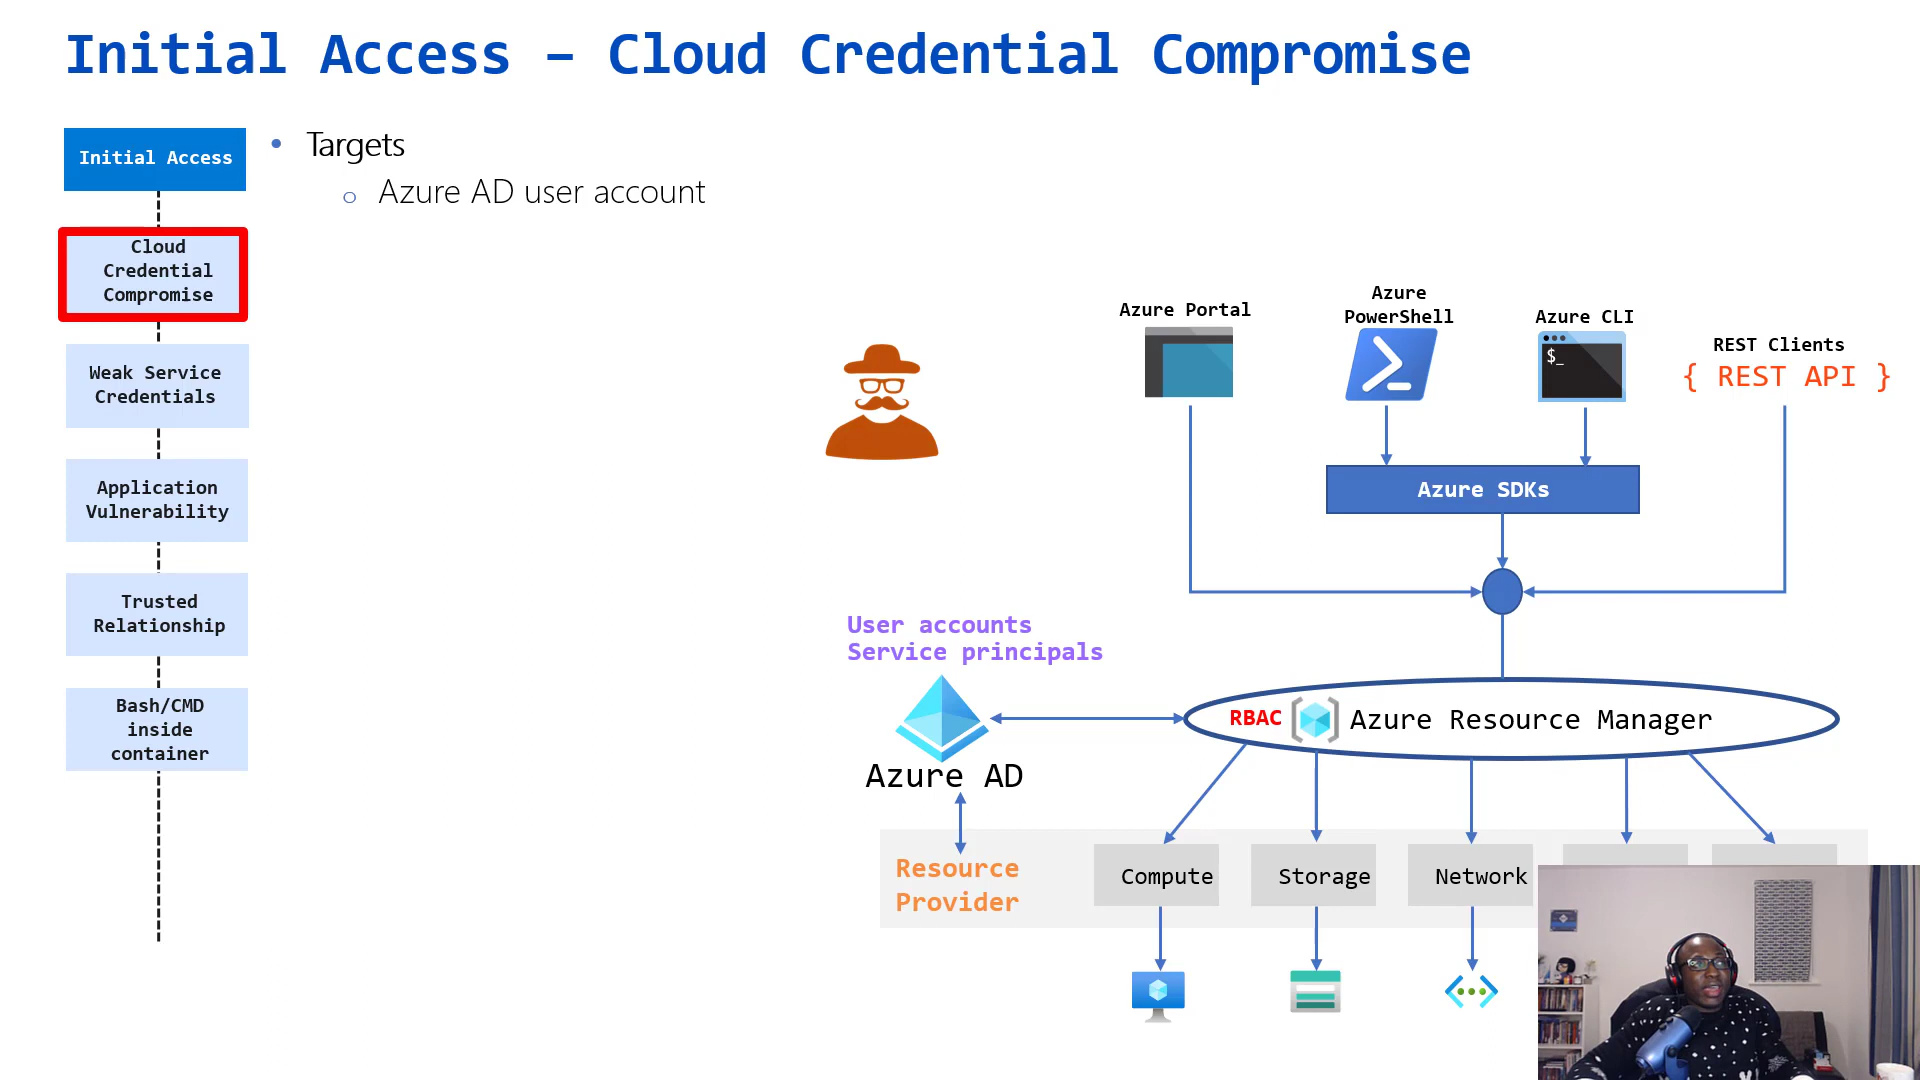 Initial Access – Cloud Credential Compromise
Initial Access
Cloud
Credential
Compromise
Weak Service
Credentials
Application
Vulnerability
Trusted
Relationship
Bash/CMD
inside
container
• Targets
o Azure AD user account
Azure Portal
Azure
PowerShell
Azure CLI
$_
REST Clients
{ REST API }
Azure SDKs
User accounts
Service principals
Azure AD
RBAC
Azure Resource Manager
Resource
Provider
Compute
Storage
Network